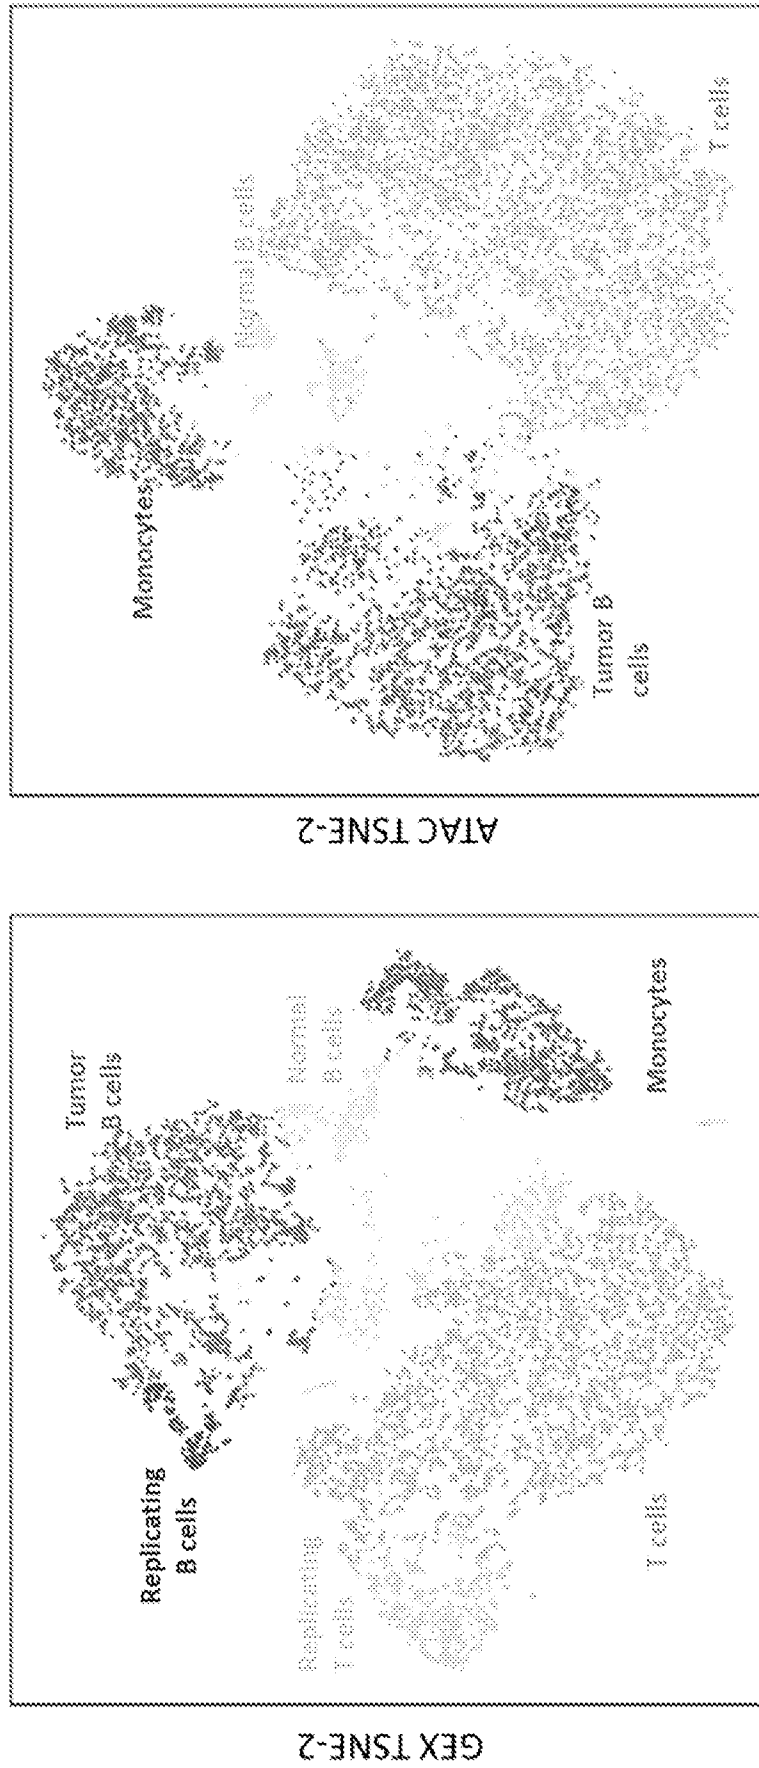 GEX TSNE-2
Replicating
B cells
Tumor
B cells
Replicating
T cells
Normal
B cells
T cells
Monocytes
ATAC TSNE-2
Monocytes
Normal B cells
Tumor B
cells
T cells